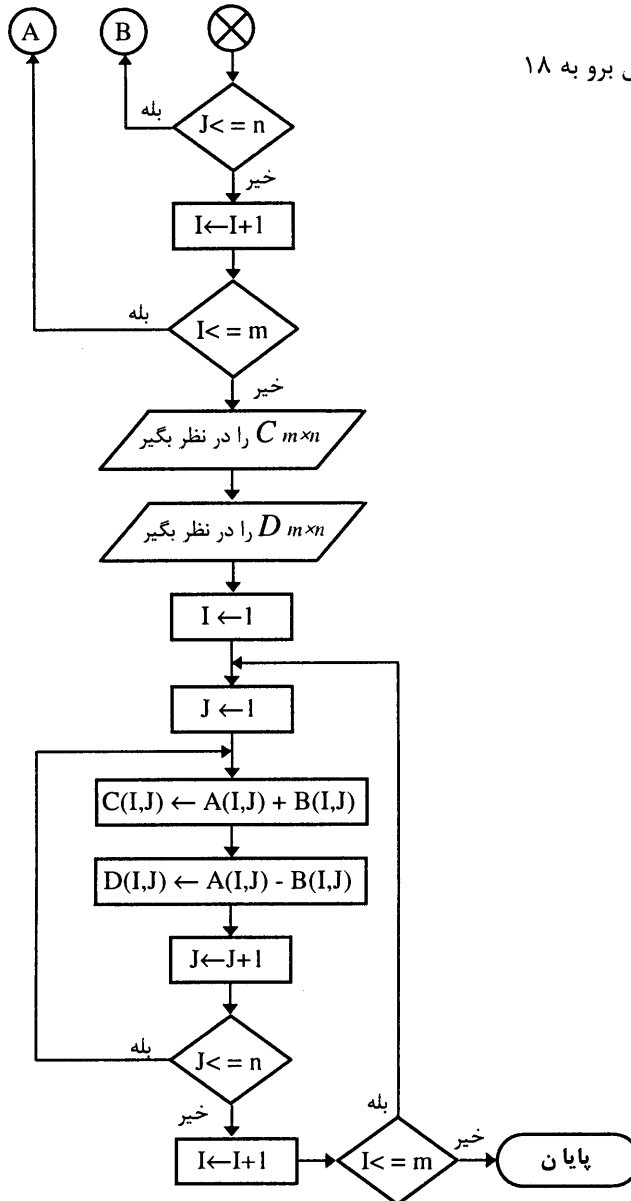 A B
ی برو به ۱۸
بله J<= n
خیر
I←I+1
بله I<= m
خیر
C m×n را در نظر بگیر
D m×n را در نظر بگیر
I ←1
J ←1
C(I,J) ← A(I,J) + B(I,J)
D(I,J) ← A(I,J) - B(I,J)
J←J+1
بله J<= n
خیر
بله
I←I+1 I<= m خیر پایان